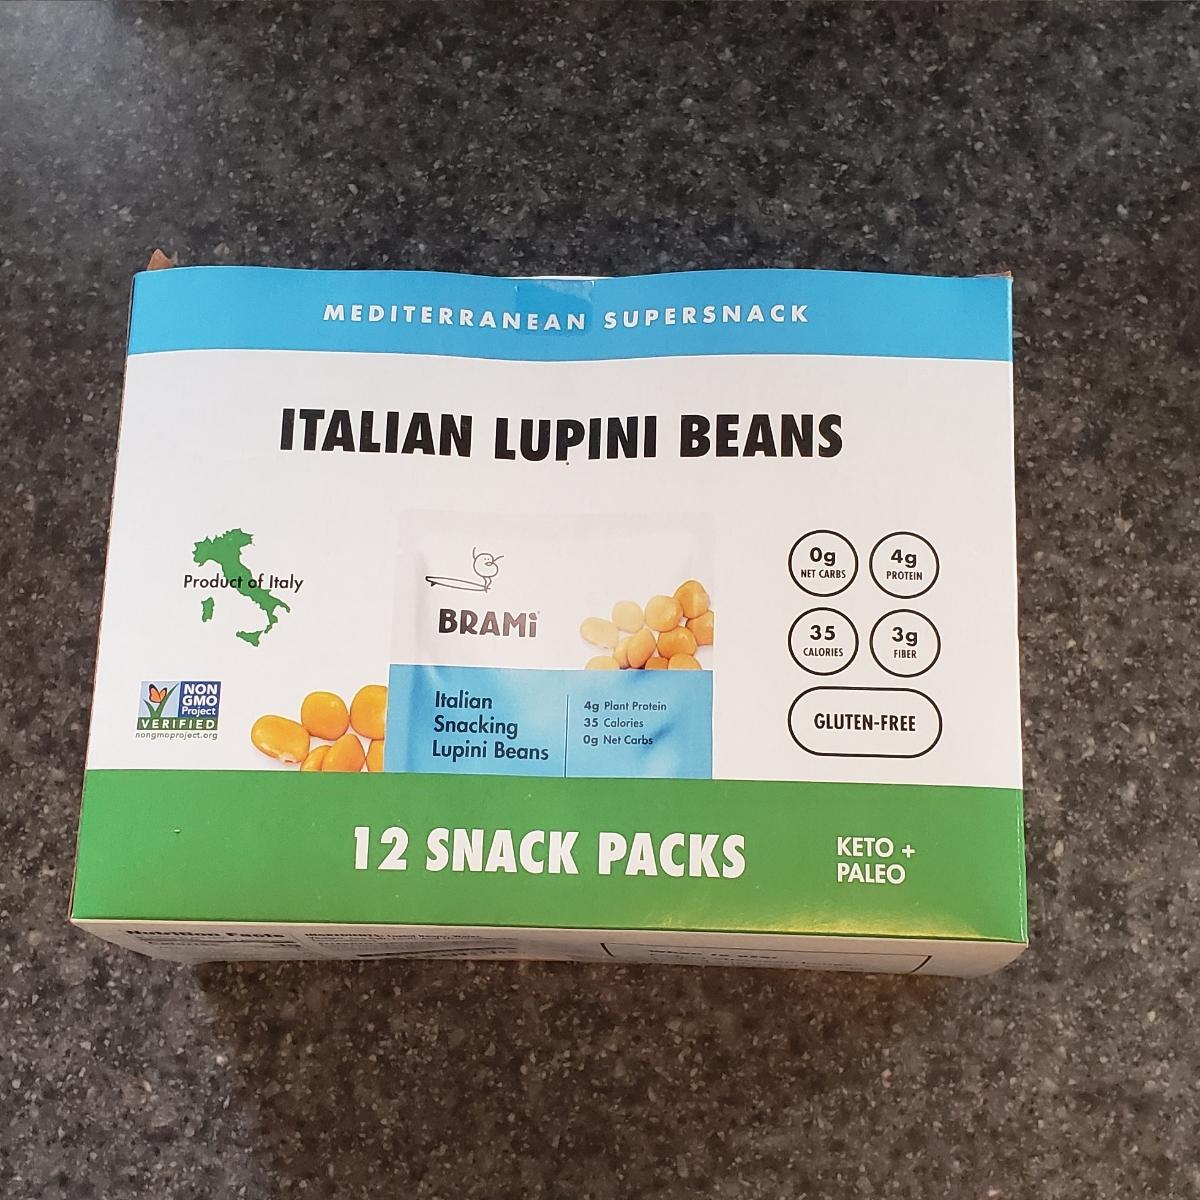 MEDITERRANEAN SUPERSNACK
ITALIAN LUPINI BEANS
Product of Italy
NON
GMO
Project
VERIFIED
nongmoproject.org
BRAMi
Italian
Snacking
Lupini Beans
4g Plant Protein
35 Calories
0g Net Carbs
0g
NET CARBS
4g
PROTEIN
35
CALORIES
3g
FIBER
GLUTEN-FREE
12 SNACK PACKS
KETO +
PALEO
Nutrition Facts